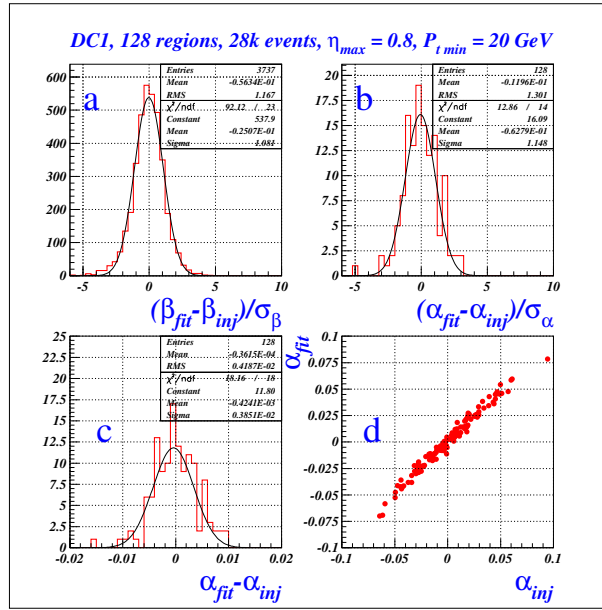 DC1, 128 regions, 28k events, η_max = 0.8, P_t min = 20 GeV
a
Entries 3737
Mean -0.5634E-01
RMS 1.167
χ²/ndf 92.12 / 23
Constant 537.9
Mean -0.2507E-01
Sigma 1.081
600
500
400
300
200
100
0
-5 0 5 10
(β_fit-β_inj)/σ_β
b
Entries 128
Mean -0.1196E-01
RMS 1.301
χ²/ndf 12.86 / 14
Constant 16.09
Mean -0.6279E-01
Sigma 1.148
20
17.5
15
12.5
10
7.5
5
2.5
0
-5 0 5 10
(α_fit-α_inj)/σ_α
c
Entries 128
Mean -0.3615E-04
RMS 0.4187E-02
χ²/ndf 18.16 / 18
Constant 11.80
Mean -0.4241E-03
Sigma 0.3851E-02
25
22.5
20
17.5
15
12.5
10
7.5
5
2.5
0
-0.02 -0.01 0 0.01 0.02
α_fit-α_inj
α_fit
d
0.1
0.075
0.05
0.025
0
-0.025
-0.05
-0.075
-0.1
-0.1 -0.05 0 0.05 0.1
α_inj